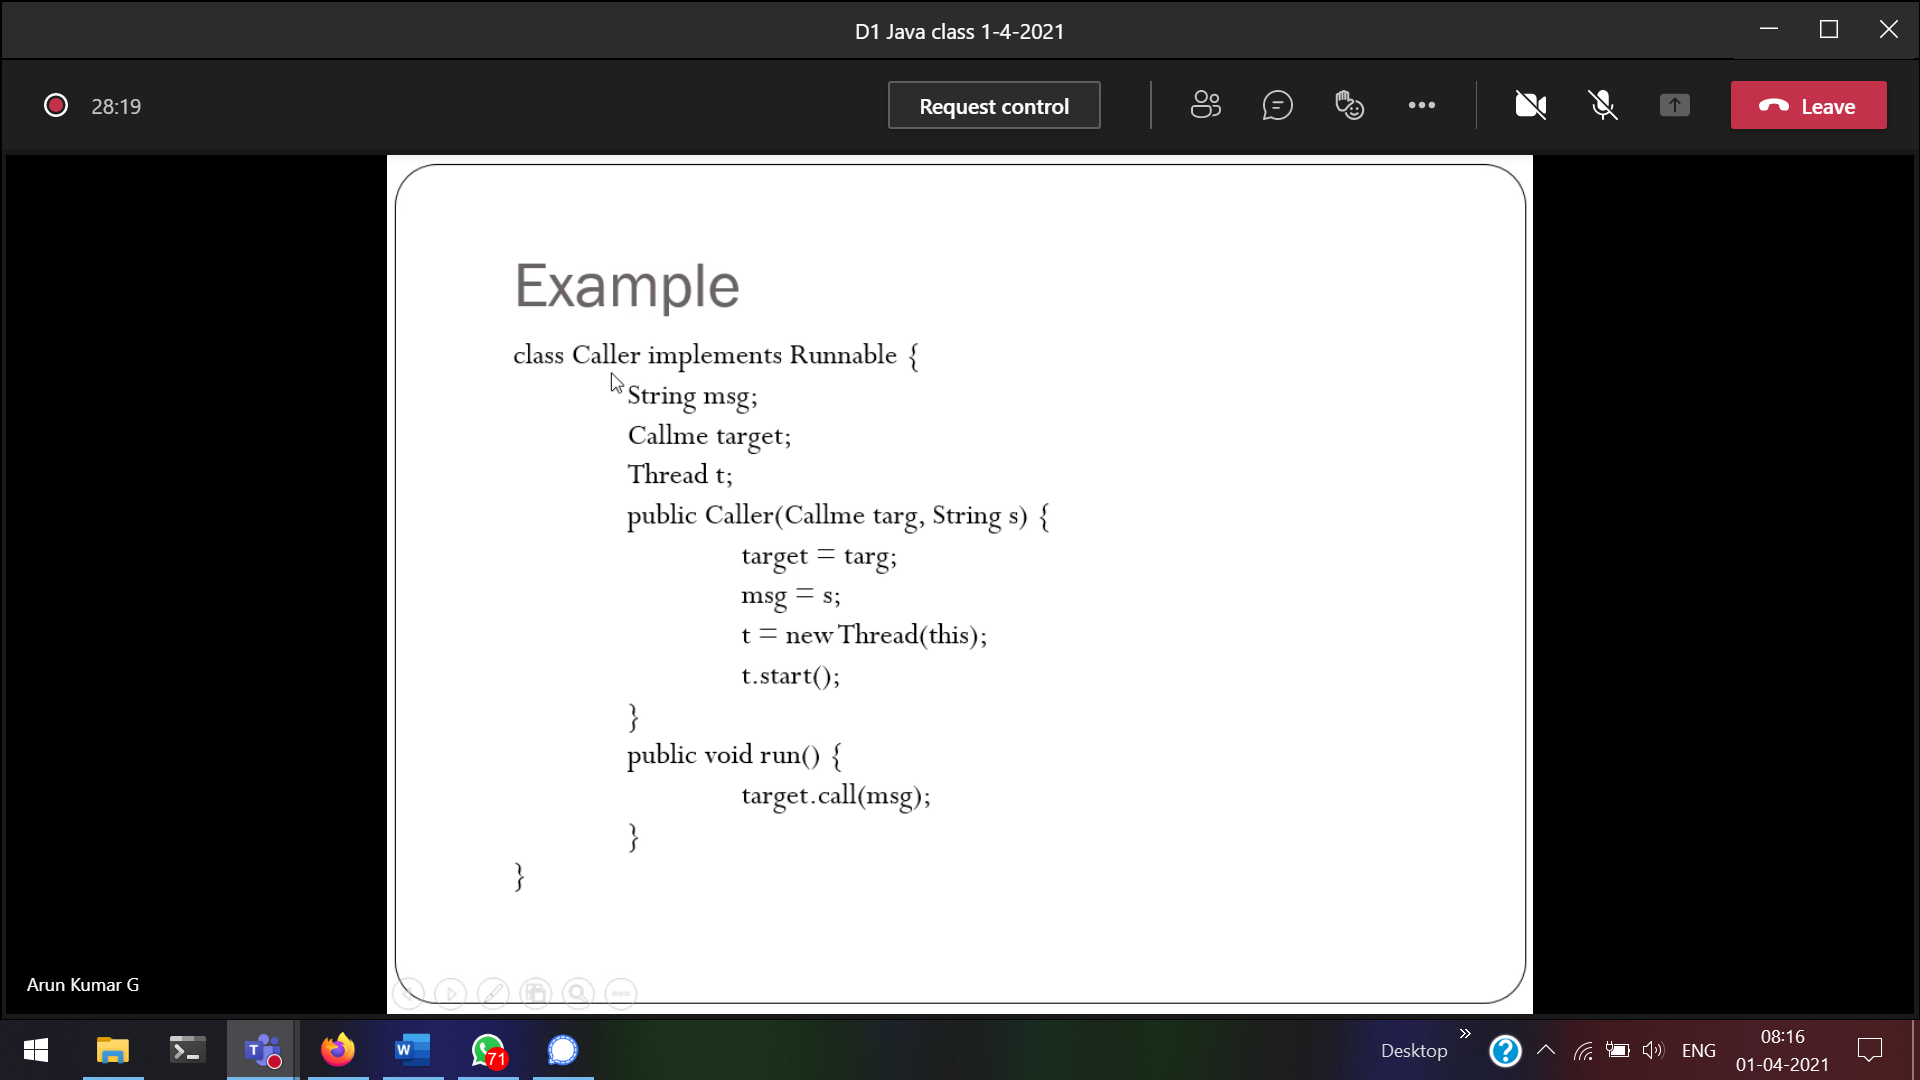 D1 Java class 1-4-2021
28:19
Request control
Leave
Example
class Caller implements Runnable {
String msg;
Callme target;
Thread t;
public Caller(Callme targ, String s) {
target = targ;
msg = s;
t = new Thread(this);
t.start();
}
public void run() {
target.call(msg);
}
}
Arun Kumar G
T
W
71
Desktop
»
?
ENG
08:16
01-04-2021